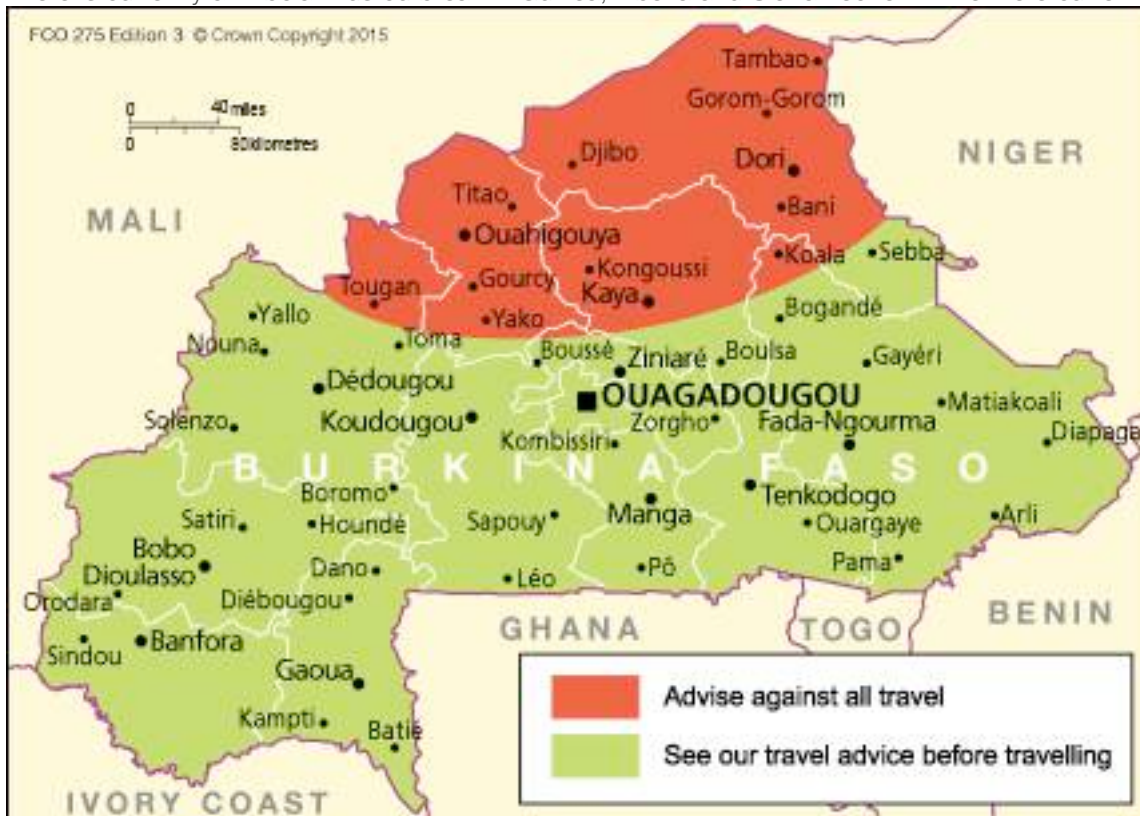 FCO 275 Edition 3 © Crown Copyright 2015
0 40 miles
0 80 kilometres
Tambao
Gorom-Gorom
Djibo
Dori
NIGER
MALI
Titao
Bani
Ouahigouya
Koala
Sebba
Kongoussi
Gourcy
Tougan
Kaya
Bogandé
Yallo
Yako
Toma
Nouna
Boussé
Ziniaré
Boulsa
Gayéri
Dédougou
OUAGADOUGOU
Matiakoali
Solenzo
Koudougou
Zorgho
Fada-Ngourma
Diapaga
Kombissiri
BURKINA FASO
Boromo
Tenkodogo
Satiri
Houndé
Sapouy
Manga
Ouargaye
Arli
Bobo
Dioulasso
Dano
Léo
Pô
Pama
Orodara
Diébougou
GHANA
TOGO
BENIN
Sindou
Banfora
Gaoua
Kampti
Batié
IVORY COAST
Advise against all travel
See our travel advice before travelling